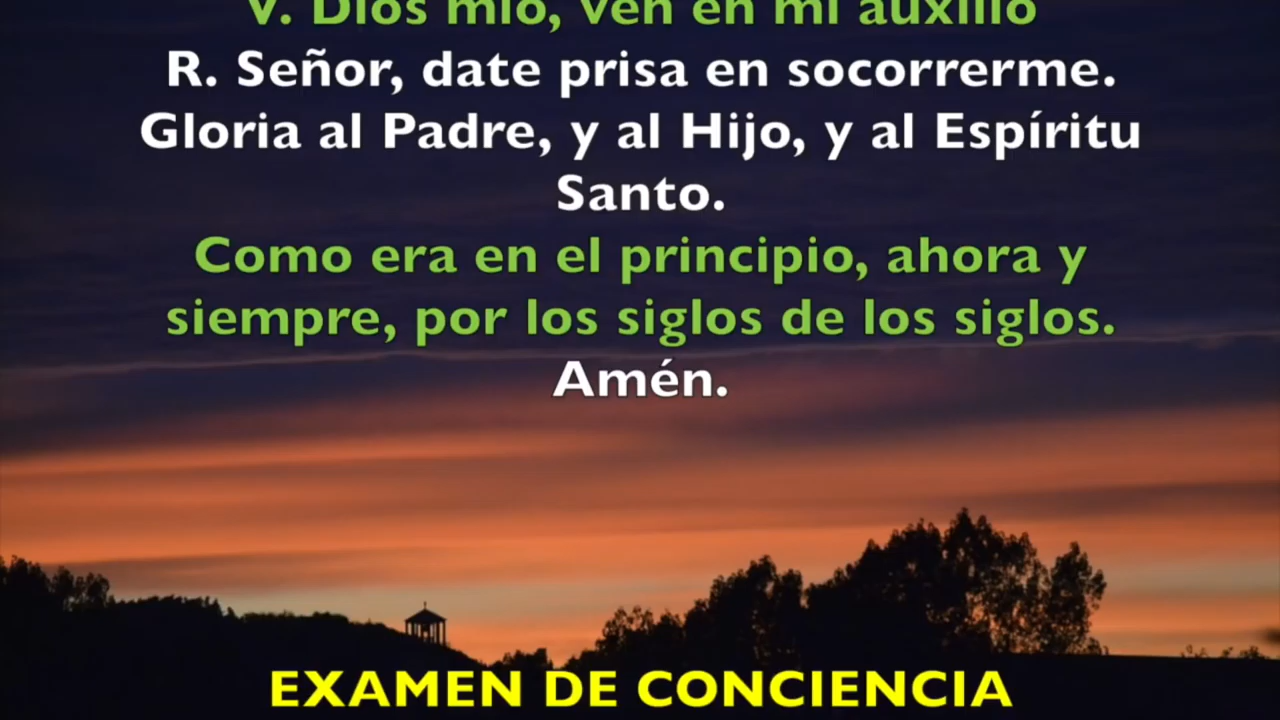 V. Dios mío, ven en mi auxilio
R. Señor, date prisa en socorrerme.
Gloria al Padre, y al Hijo, y al Espíritu
Santo.
Como era en el principio, ahora y
siempre, por los siglos de los siglos.
Amén.
EXAMEN DE CONCIENCIA